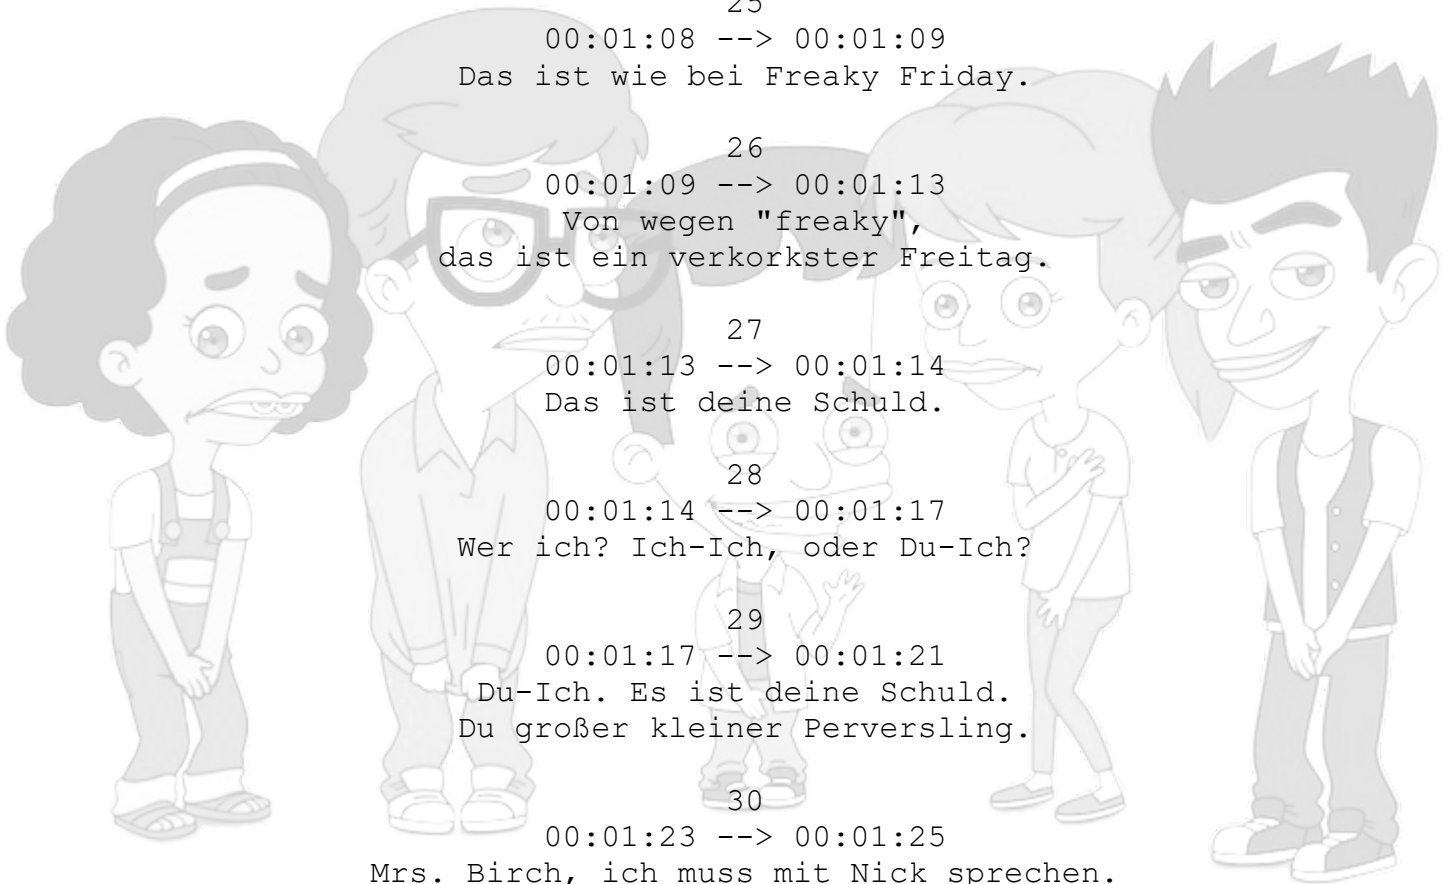 25
00:01:08 --> 00:01:09
Das ist wie bei Freaky Friday.
26
00:01:09 --> 00:01:13
Von wegen "freaky",
das ist ein verkorkster Freitag.
27
00:01:13 --> 00:01:14
Das ist deine Schuld.
28
00:01:14 --> 00:01:17
Wer ich? Ich-Ich, oder Du-Ich?
29
00:01:17 --> 00:01:21
Du-Ich. Es ist deine Schuld.
Du großer kleiner Perversling.
30
00:01:23 --> 00:01:25
Mrs. Birch, ich muss mit Nick sprechen.